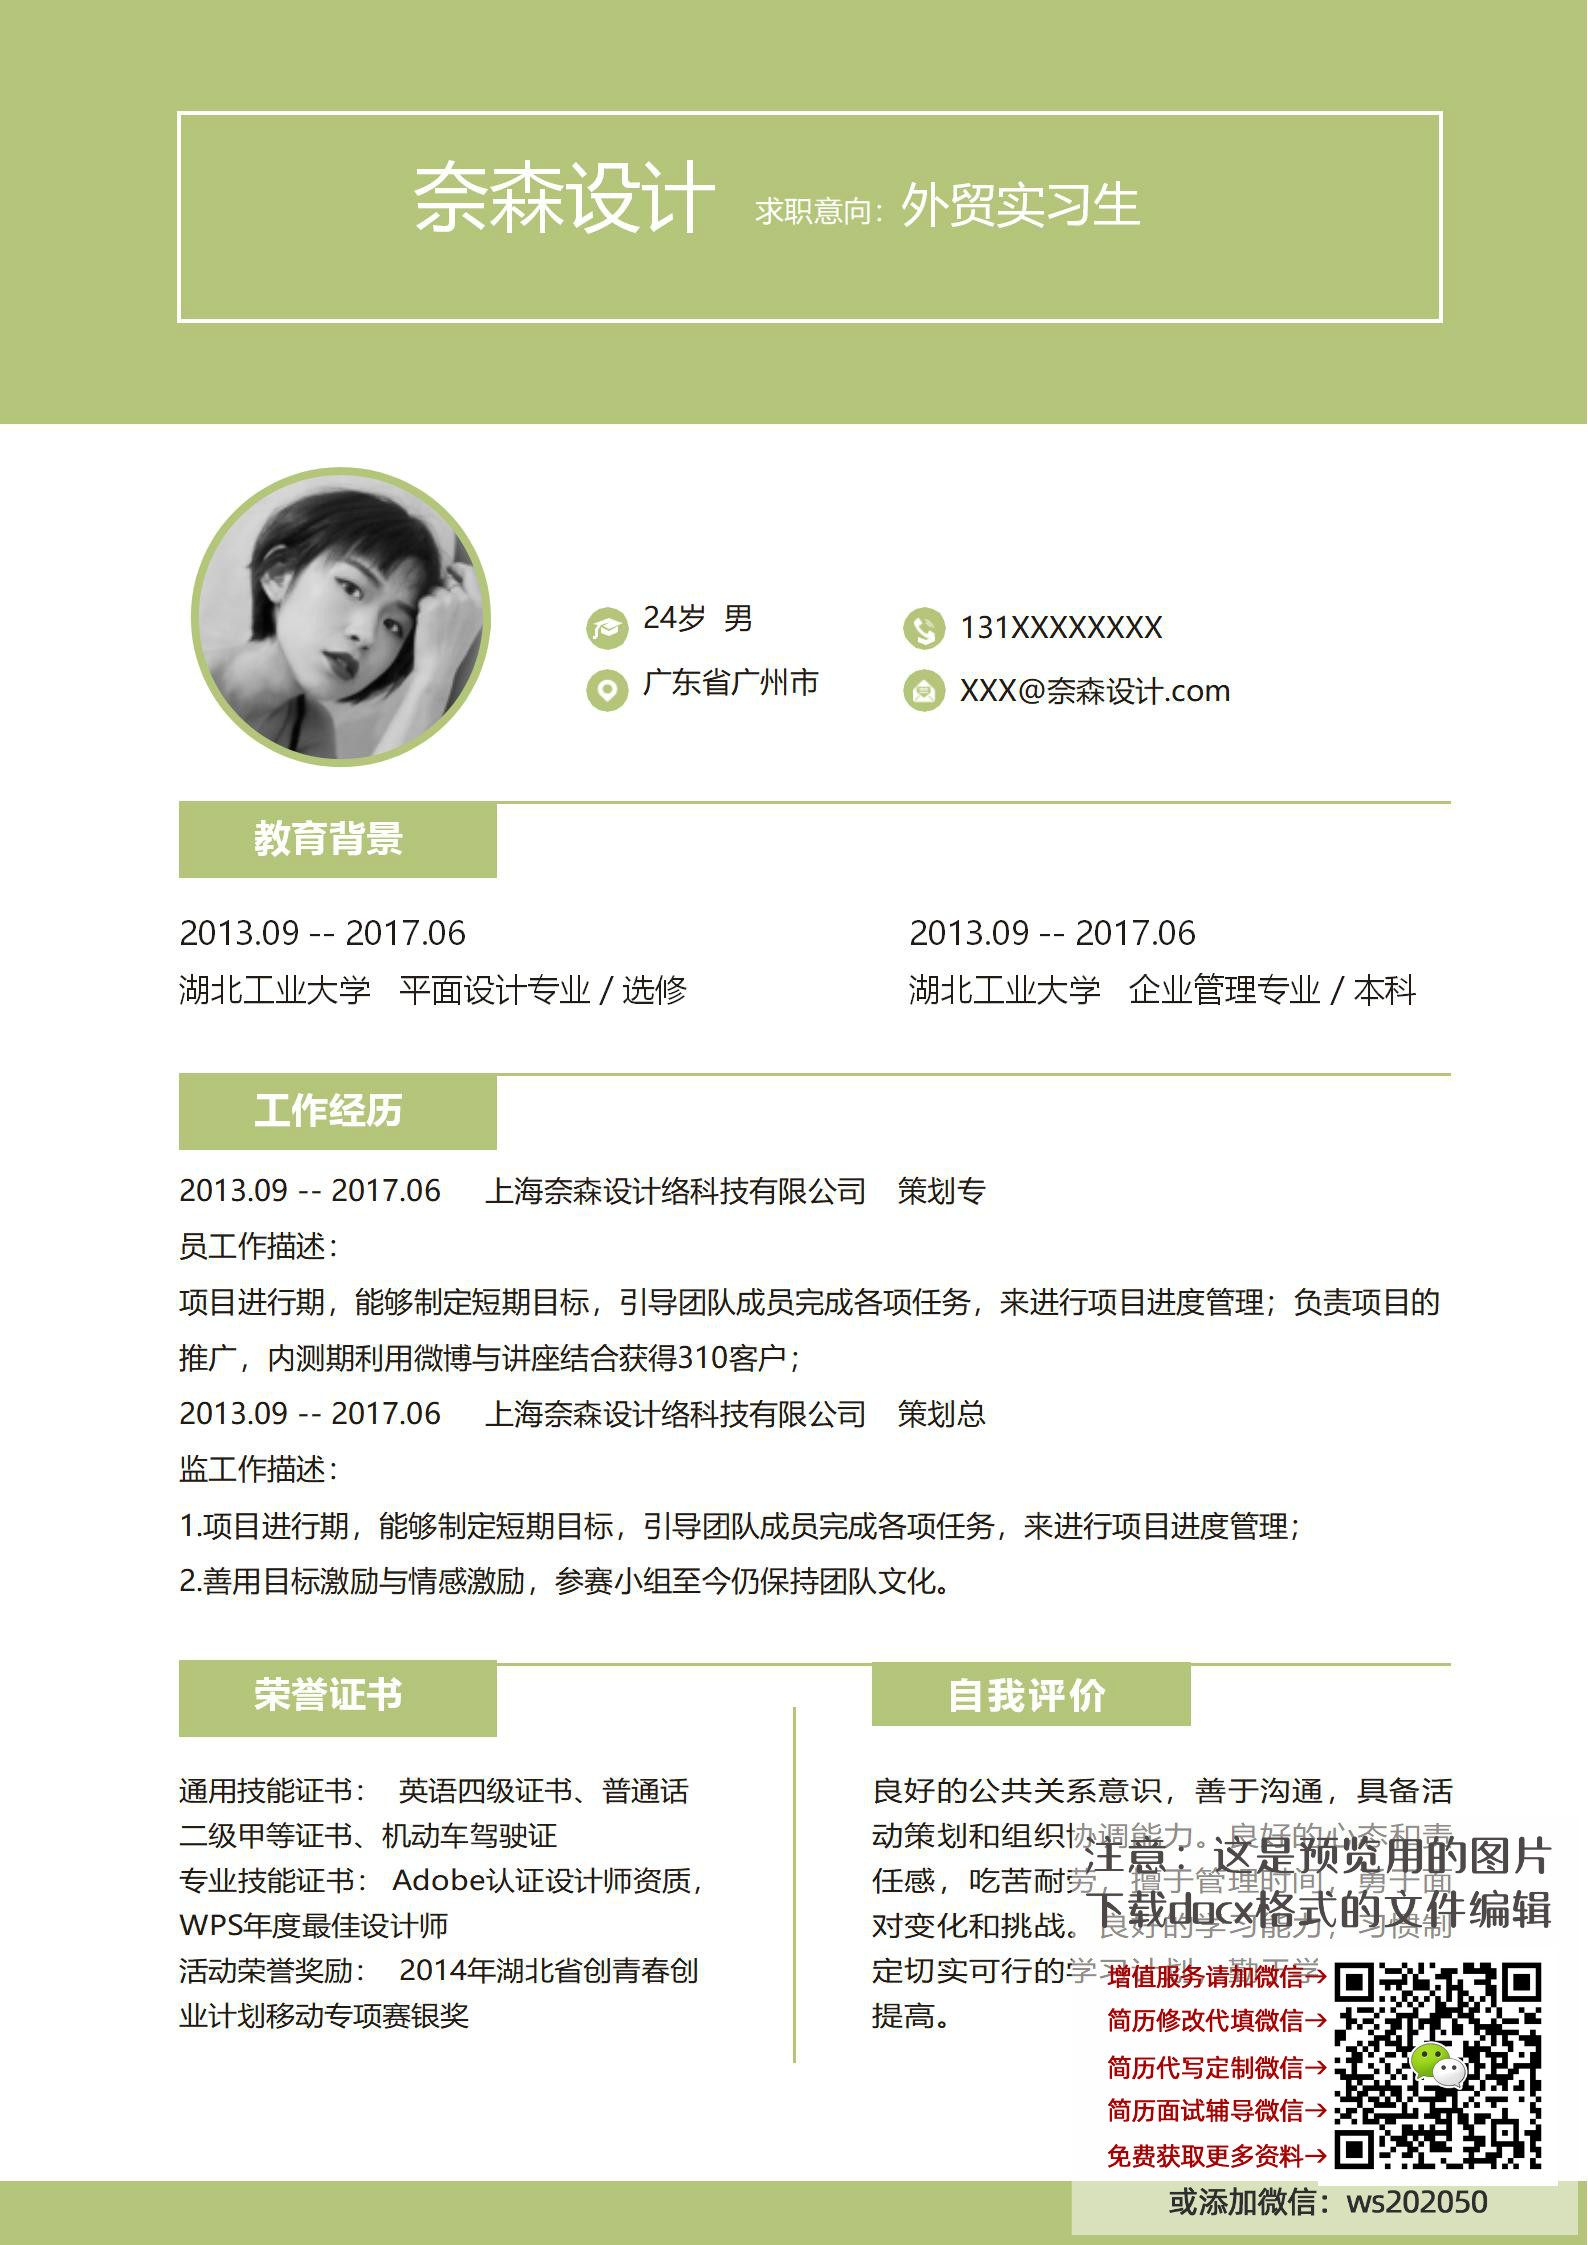 奈森设计 求职意向：外贸实习生
24岁 男
131XXXXXXXX
广东省广州市
XXX@奈森设计.com
教育背景
2013.09 -- 2017.06
湖北工业大学 平面设计专业 / 选修
2013.09 -- 2017.06
湖北工业大学 企业管理专业 / 本科
工作经历
2013.09 -- 2017.06 上海奈森设计络科技有限公司 策划专
员工作描述：
项目进行期，能够制定短期目标，引导团队成员完成各项任务，来进行项目进度管理；负责项目的
推广，内测期利用微博与讲座结合获得310客户；
2013.09 -- 2017.06 上海奈森设计络科技有限公司 策划总
监工作描述：
1.项目进行期，能够制定短期目标，引导团队成员完成各项任务，来进行项目进度管理；
2.善用目标激励与情感激励，参赛小组至今仍保持团队文化。
荣誉证书
通用技能证书： 英语四级证书、普通话
二级甲等证书、机动车驾驶证
专业技能证书： Adobe认证设计师资质，
WPS年度最佳设计师
活动荣誉奖励： 2014年湖北省创青春创
业计划移动专项赛银奖
自我评价
良好的公共关系意识，善于沟通，具备活
动策划和组织协调能力。良好的心态和责
任感，吃苦耐劳，擅于管理时间，勇于面
对变化和挑战。良好的学习能力，习惯制
定切实可行的学习计划，勤于学
提高。
注意：这是预览用的图片
下载docx格式的文件编辑
增值服务请加微信→
简历修改代填微信→
简历代写定制微信→
简历面试辅导微信→
免费获取更多资料→
或添加微信：ws202050